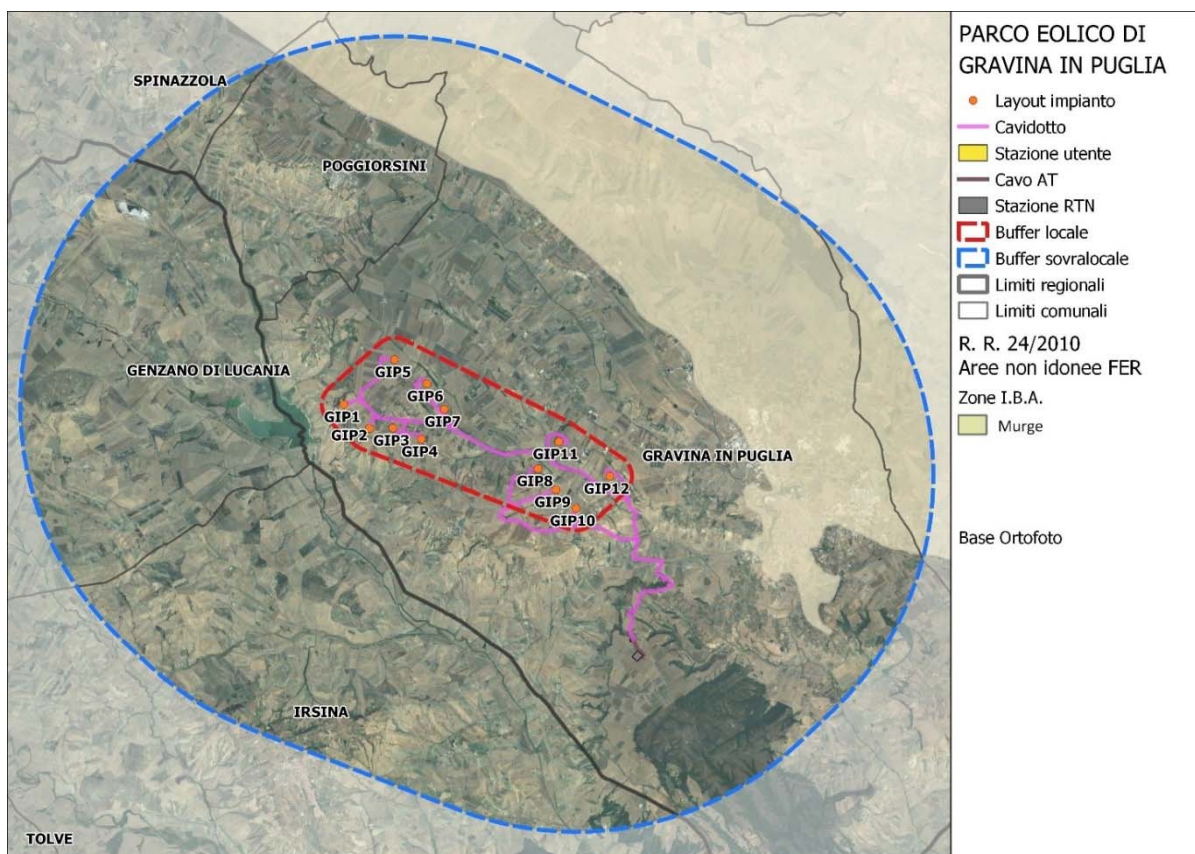 SPINAZZOLA
POGGIORSINI
GENZANO DI LUCANIA
GIP5
GIP6
GIP1
GIP7
GIP2
GIP3
GIP4
GIP11
GRAVINA IN PUGLIA
GIP8
GIP12
GIP9
GIP10
IRSINA
TOLVE
PARCO EOLICO DI
GRAVINA IN PUGLIA
Layout impianto
Cavidotto
Stazione utente
Cavo AT
Stazione RTN
Buffer locale
Buffer sovralocale
Limiti regionali
Limiti comunali
R. R. 24/2010
Aree non idonee FER
Zone I.B.A.
Murge
Base Ortofoto